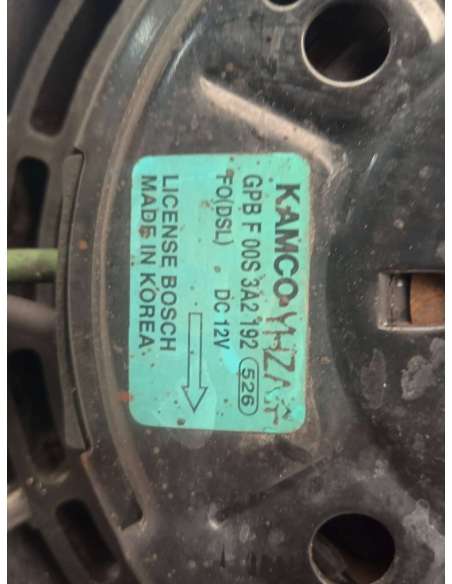 KAMCO
GPB F 00S 3A2 192 526
FO(DSL) DC 12V
LICENSE BOSCH
MADE IN KOREA